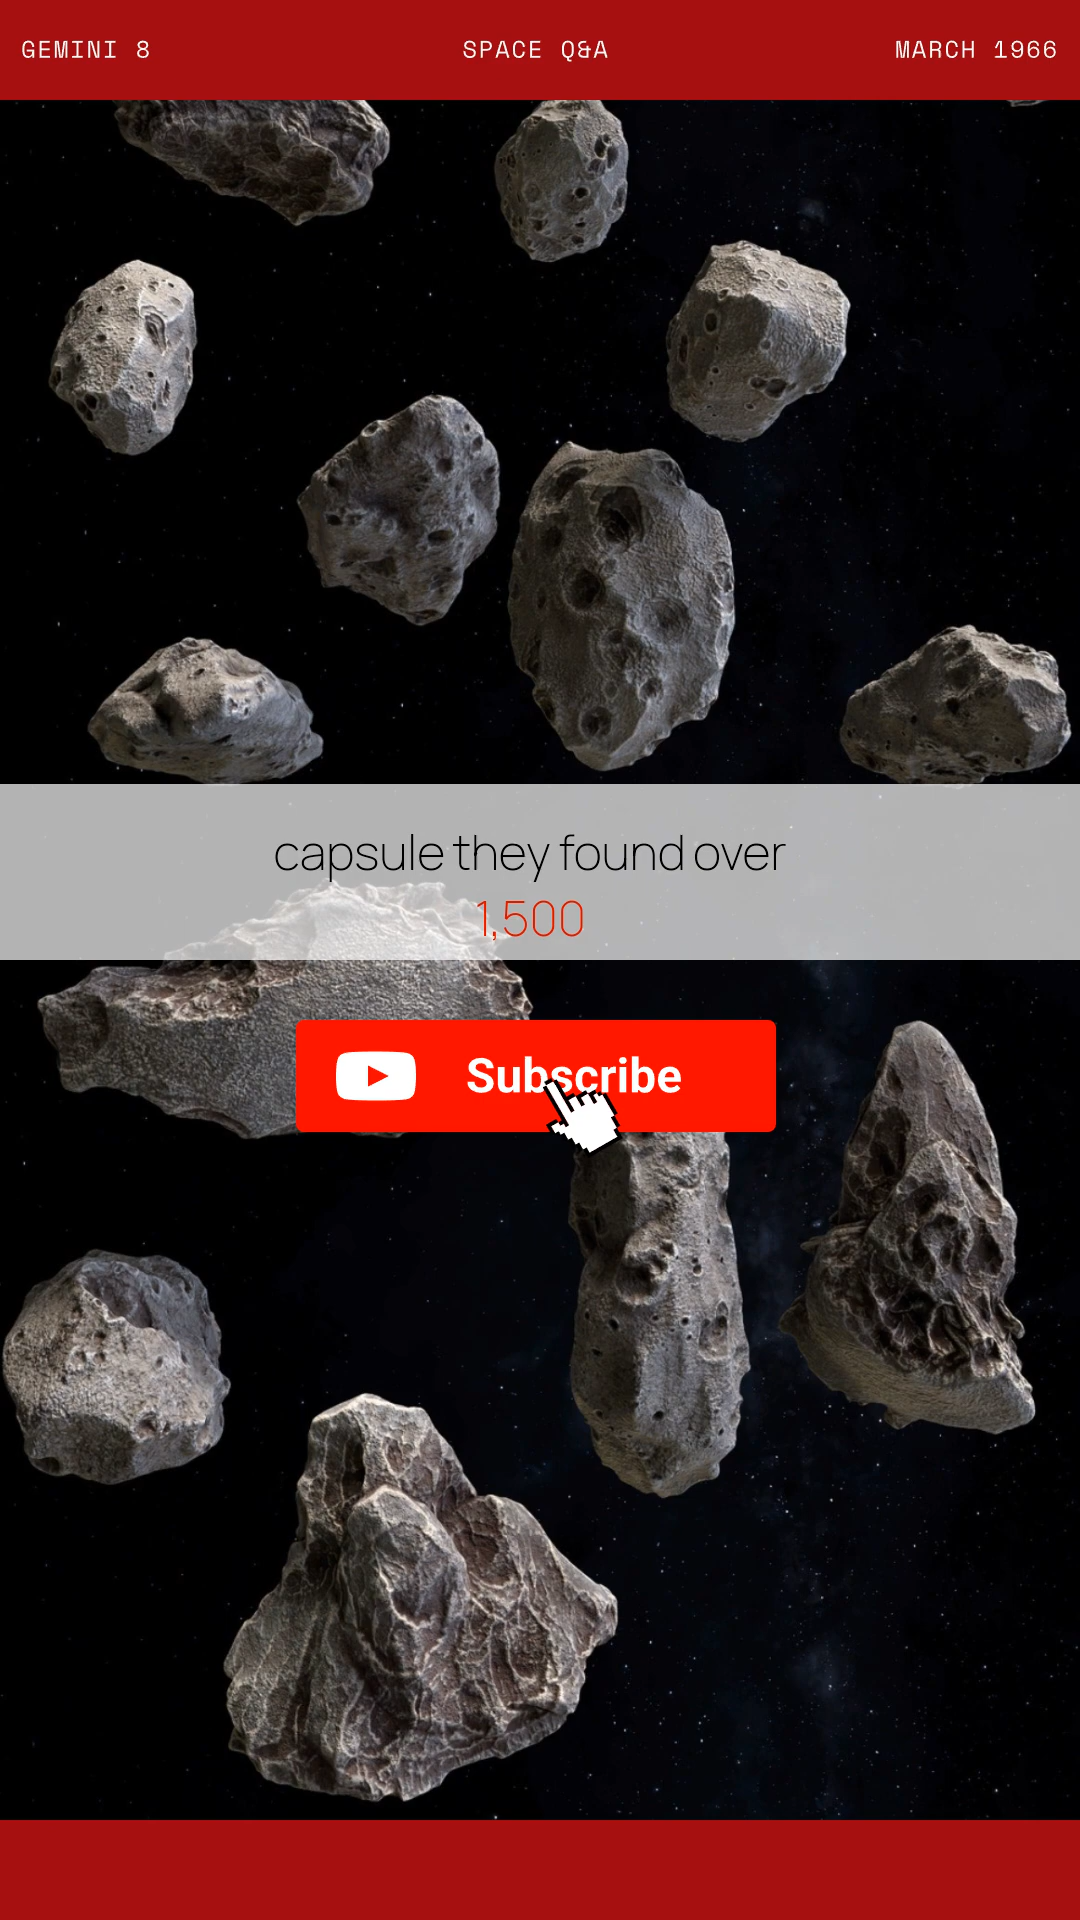 GEMINI 8
SPACE Q&A
MARCH 1966
capsule they found over
1,500
Subscribe